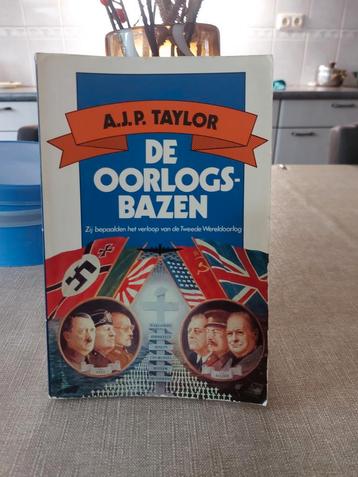 A.J.P. TAYLOR
DE
OORLOGS-
BAZEN
Zij bepaalden het verloop van de Tweede Wereldoorlog